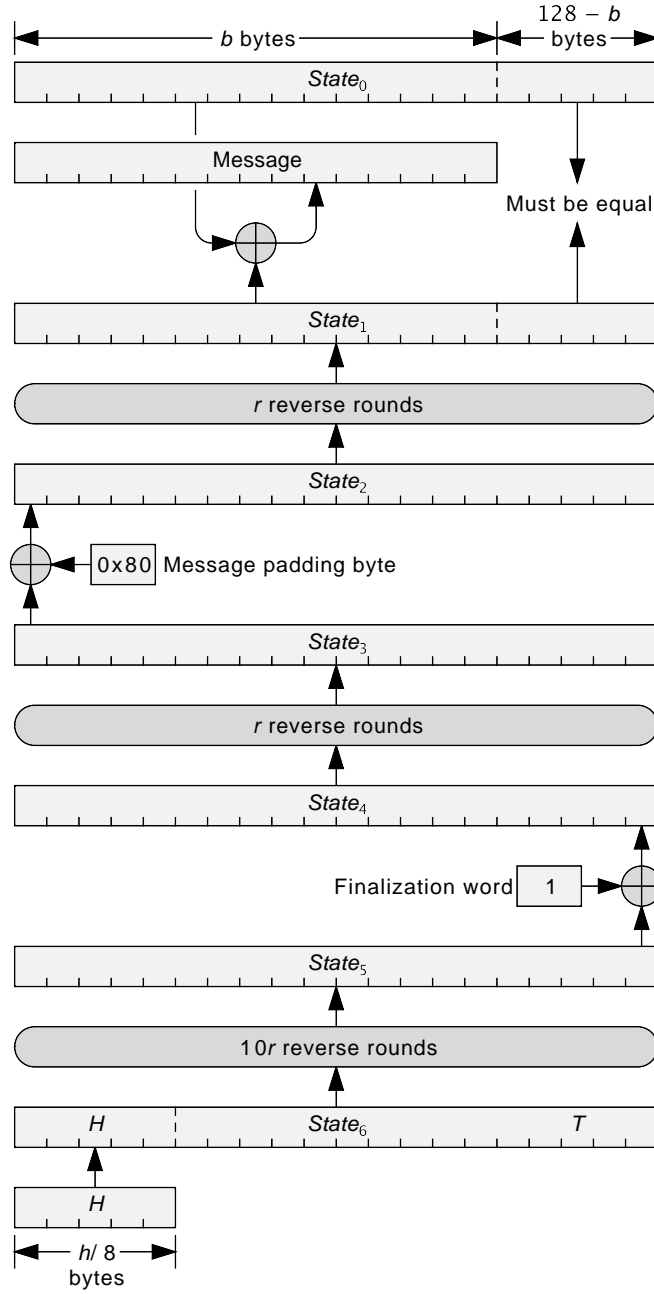 128 − b
b bytes
bytes
State0
Message
Must be equal
State1
r reverse rounds
State2
0x80 Message padding byte
State3
r reverse rounds
State4
Finalization word 1
State5
10r reverse rounds
H State6 T
H
h/ 8
bytes